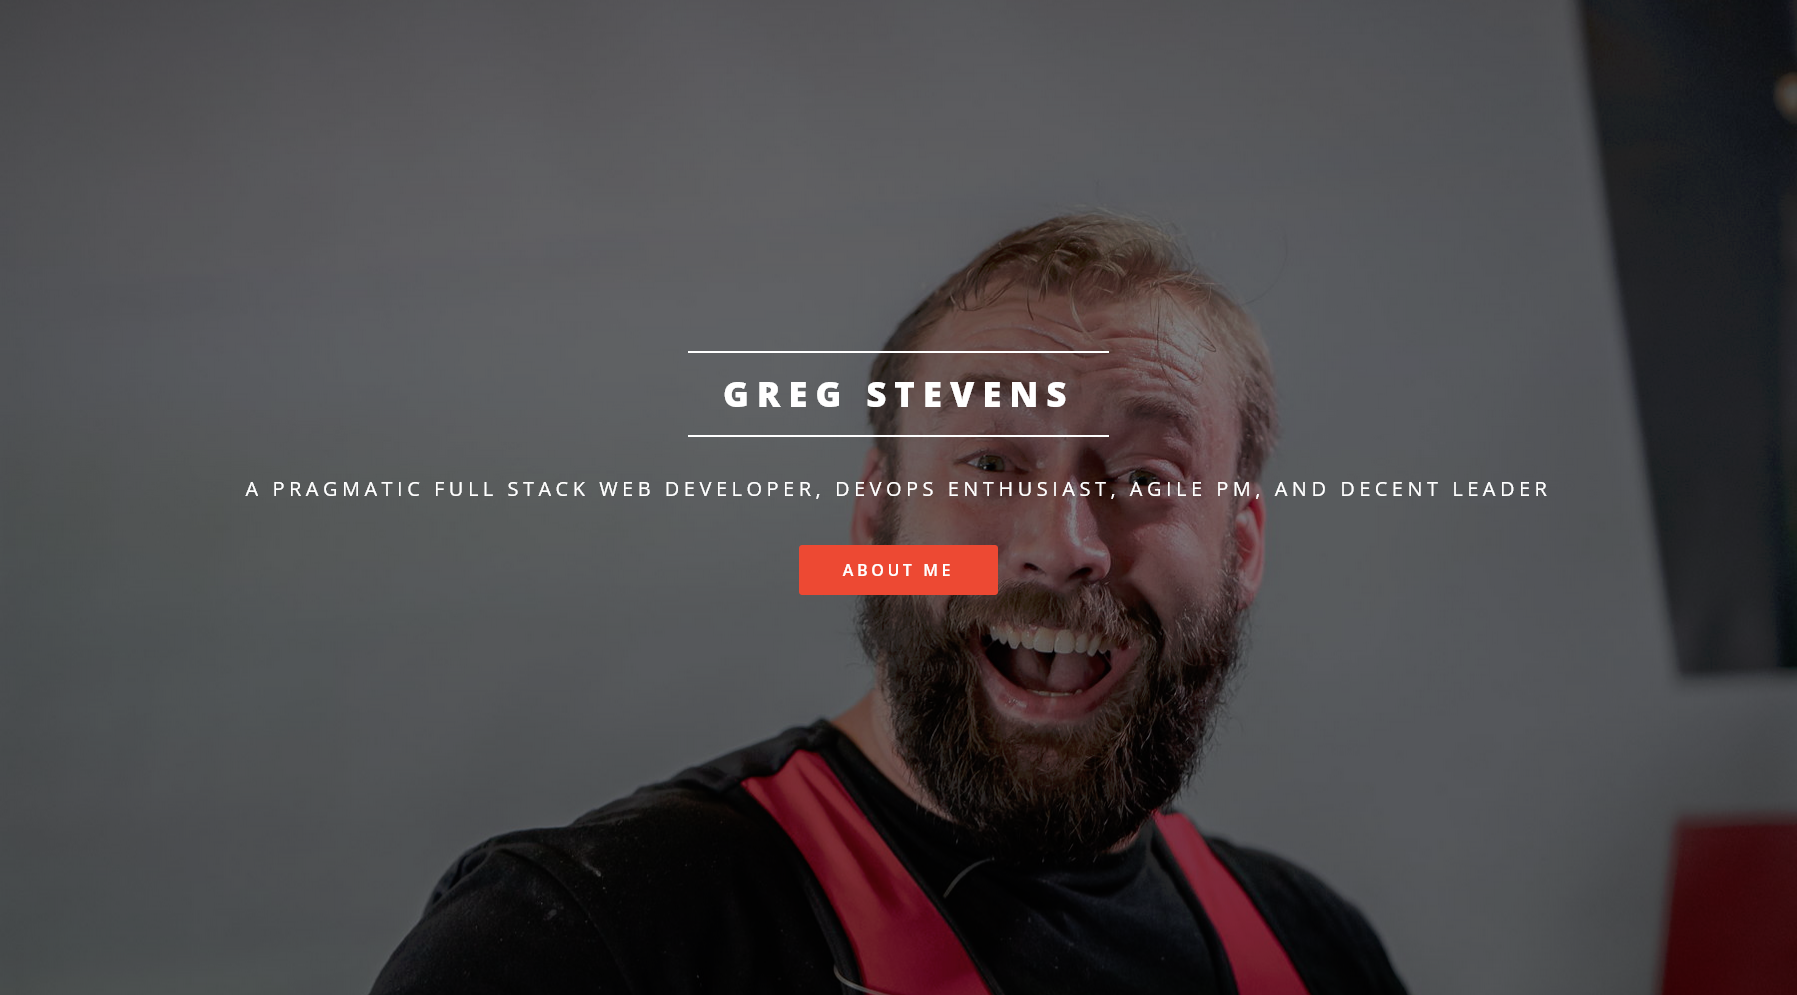 GREG STEVENS
A PRAGMATIC FULL STACK WEB DEVELOPER, DEVOPS ENTHUSIAST, AGILE PM, AND DECENT LEADER
ABOUT ME